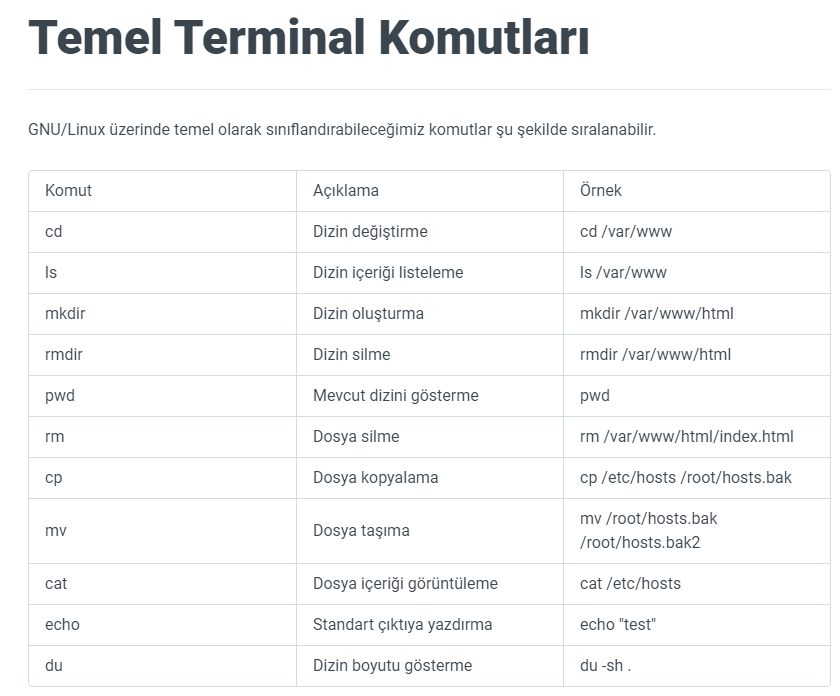 Temel Terminal Komutları
GNU/Linux üzerinde temel olarak sınıflandırabileceğimiz komutlar şu şekilde sıralanabilir.
Komut Açıklama Örnek
cd Dizin değiştirme cd /var/www
ls Dizin içeriği listeleme ls /var/www
mkdir Dizin oluşturma mkdir /var/www/html
rmdir Dizin silme rmdir /var/www/html
pwd Mevcut dizini gösterme pwd
rm Dosya silme rm /var/www/html/index.html
cp Dosya kopyalama cp /etc/hosts /root/hosts.bak
mv Dosya taşıma mv /root/hosts.bak
/root/hosts.bak2
cat Dosya içeriği görüntüleme cat /etc/hosts
echo Standart çıktıya yazdırma echo "test"
du Dizin boyutu gösterme du -sh .